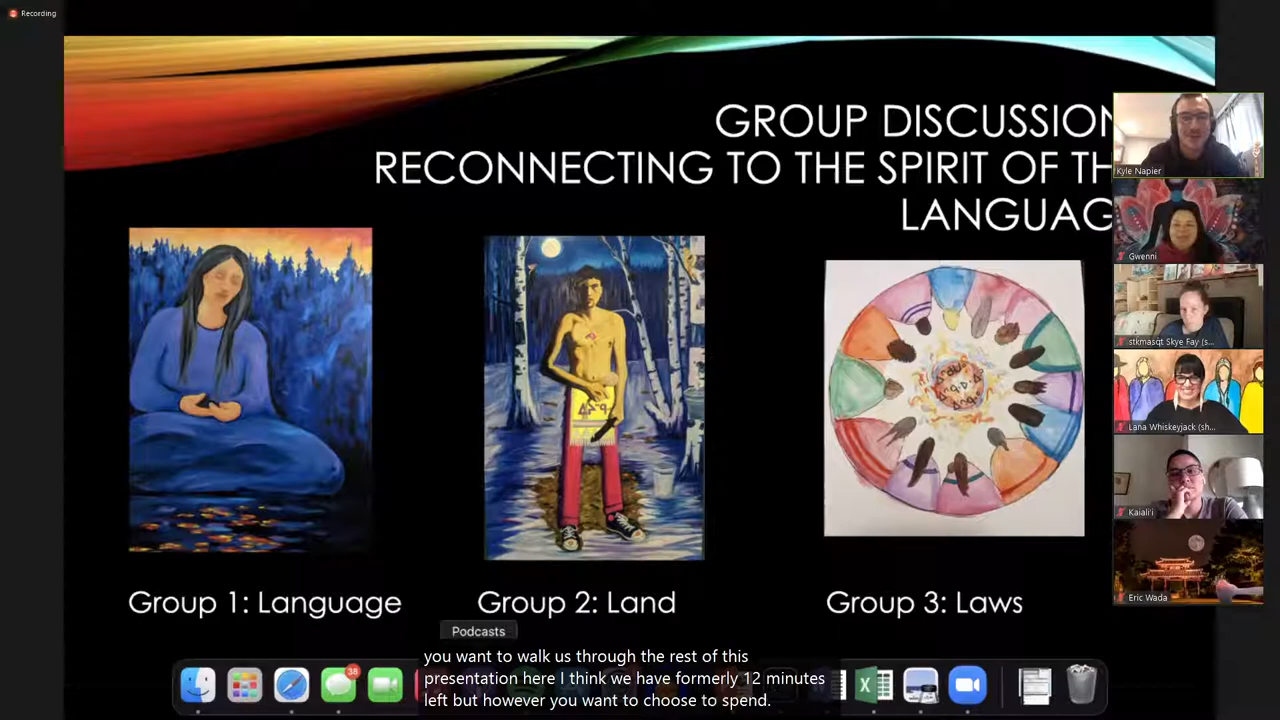 Recording
GROUP DISCUSSION
RECONNECTING TO THE SPIRIT OF TH
LANGUAG
Kyle Napier
Gwenni
stkmasqt Skye Fay (s...
Lana Whiskeyjack (sh...
Kaiali'i
Eric Wada
Group 1: Language
Group 2: Land
Group 3: Laws
Podcasts
you want to walk us through the rest of this
presentation here I think we have formerly 12 minutes
left but however you want to choose to spend.
38